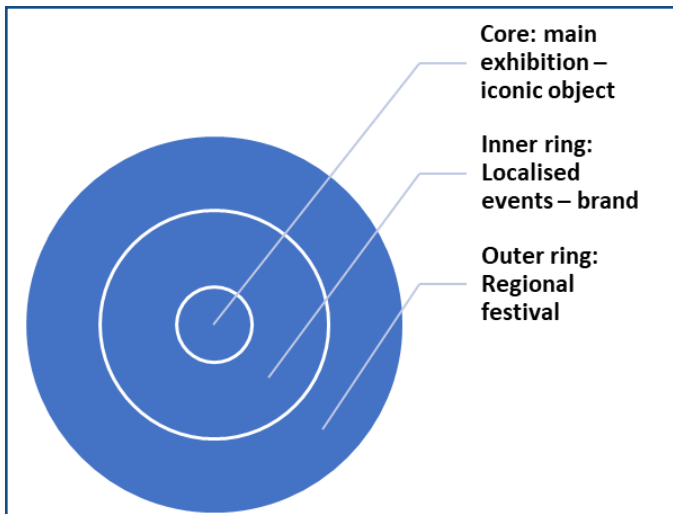 Core: main
exhibition –
iconic object
Inner ring:
Localised
events – brand
Outer ring:
Regional
festival